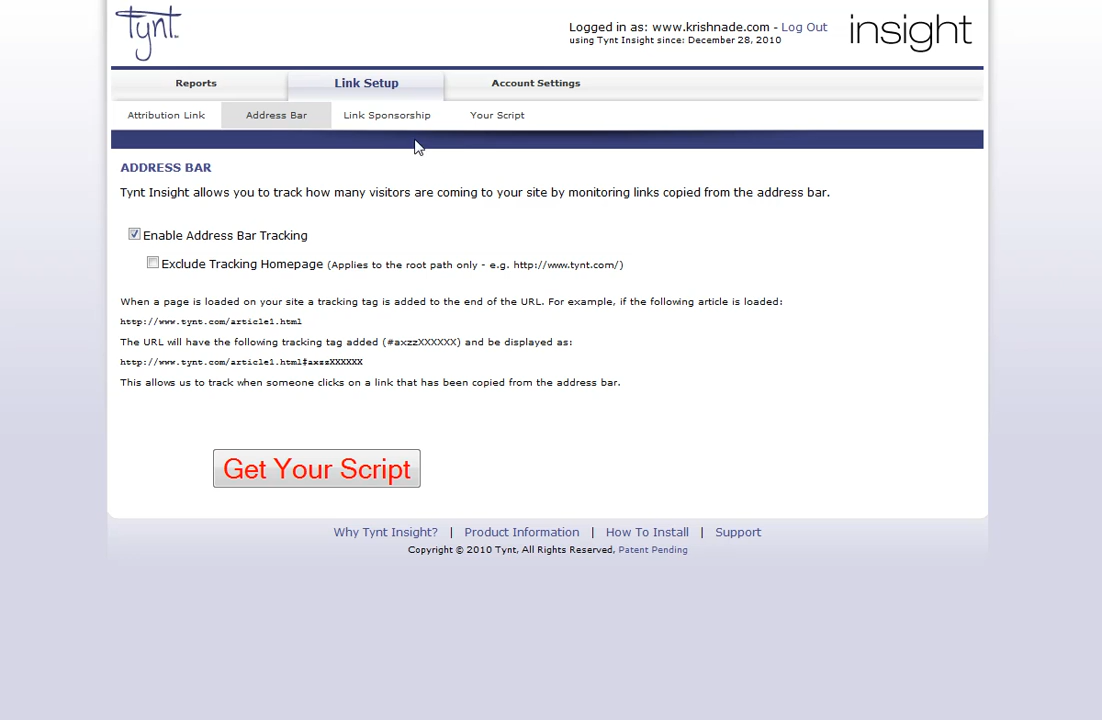 Tynt
Logged in as: www.krishnade.com - Log Out
using Tynt Insight since: December 28, 2010
insight
Reports
Link Setup
Account Settings
Attribution Link
Address Bar
Link Sponsorship
Your Script
ADDRESS BAR
Tynt Insight allows you to track how many visitors are coming to your site by monitoring links copied from the address bar.
Enable Address Bar Tracking
Exclude Tracking Homepage (Applies to the root path only - e.g. http://www.tynt.com/)
When a page is loaded on your site a tracking tag is added to the end of the URL. For example, if the following article is loaded:
http://www.tynt.com/article1.html
The URL will have the following tracking tag added (#axzzXXXXXX) and be displayed as:
http://www.tynt.com/article1.html#axzzXXXXXX
This allows us to track when someone clicks on a link that has been copied from the address bar.
Get Your Script
Why Tynt Insight? | Product Information | How To Install | Support
Copyright © 2010 Tynt, All Rights Reserved, Patent Pending